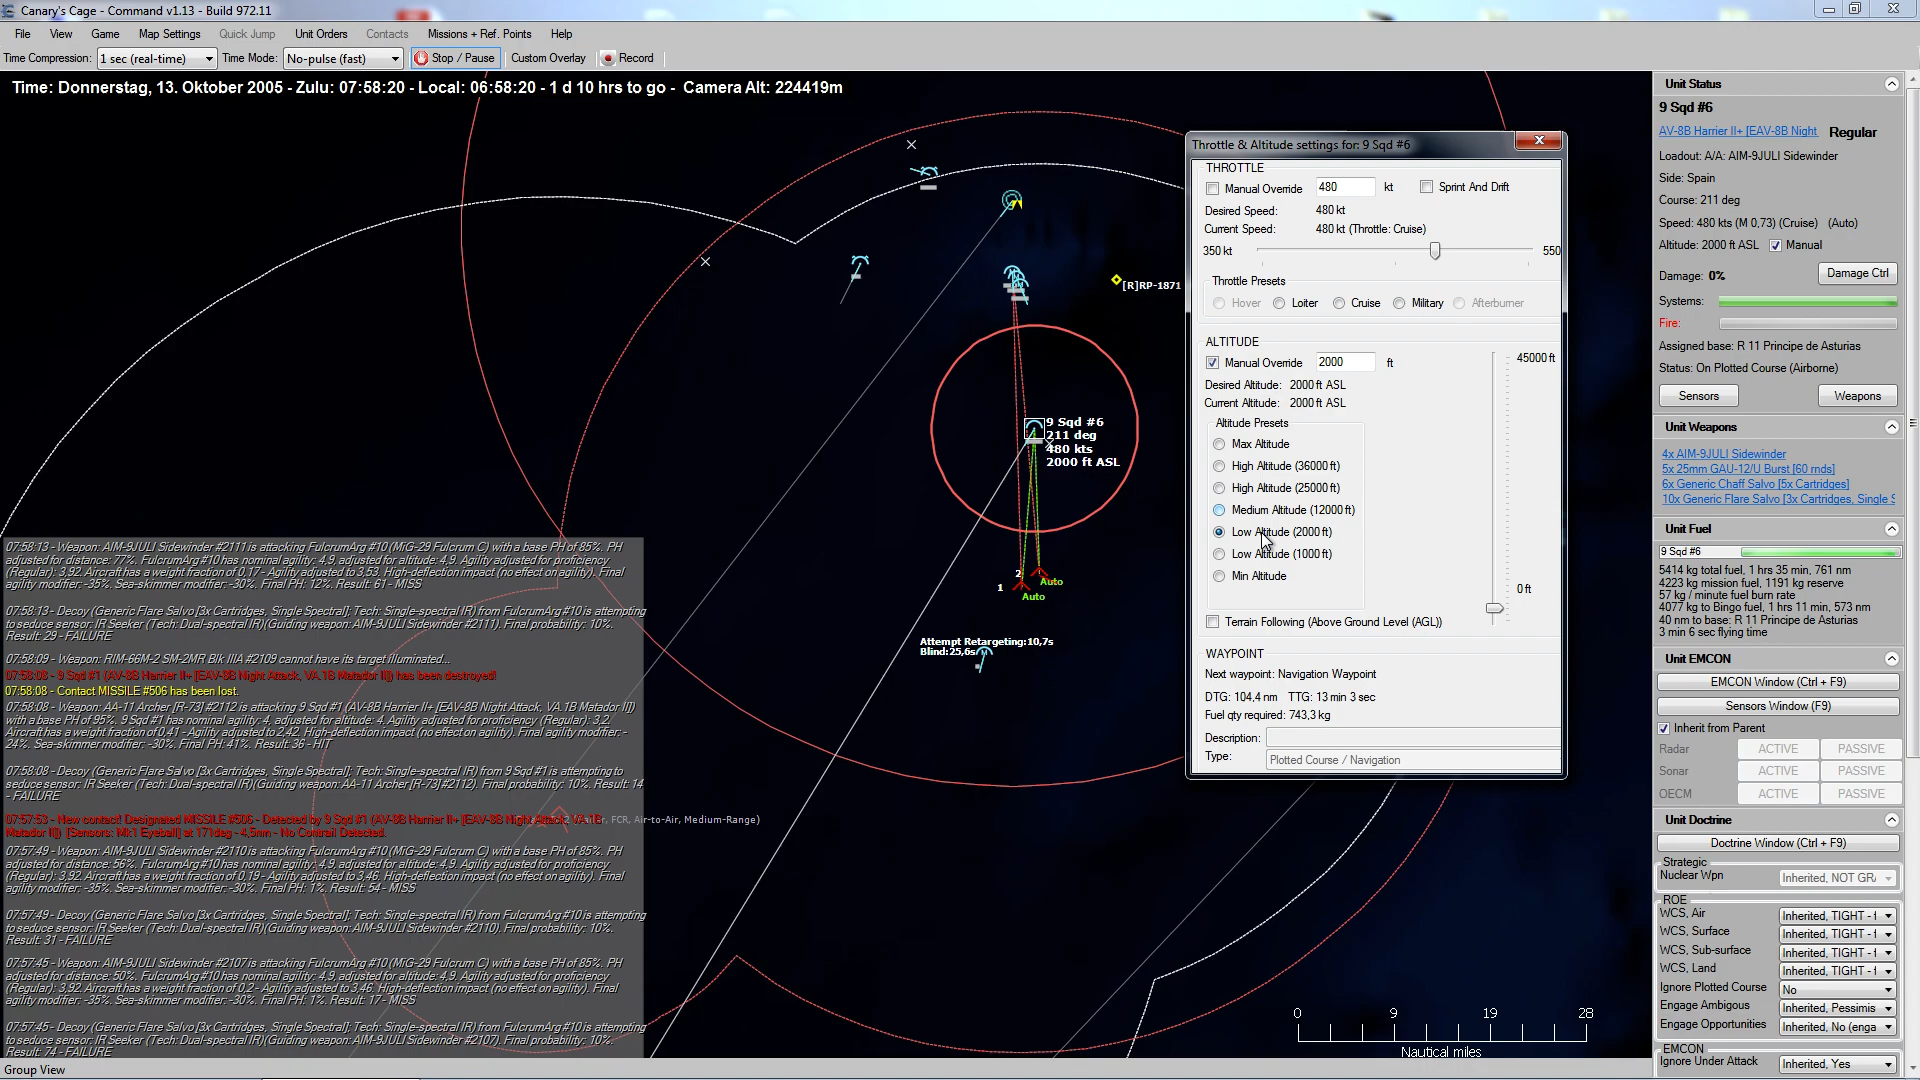 Canary's Cage - Command v1.13 - Build 972.11
File View Game Map Settings Quick Jump Unit Orders Contacts Missions + Ref. Points Help
Time Compression: 1 sec (real-time) Time Mode: No-pulse (fast) Stop / Pause Custom Overlay Record
Time: Donnerstag, 13. Oktober 2005 - Zulu: 07:58:20 - Local: 06:58:20 - 1 d 10 hrs to go - Camera Alt: 224419m
[R]RP-1871
9 Sqd #6
211 deg
480 kts
2000 ft ASL
2
1
Auto
Auto
Attempt Retargeting:10,7s
Blind:25,6s
FCR, Air-to-Air, Medium-Range)
07:58:13 - Weapon: AIM-9JULI Sidewinder #2111 is attacking FulcrumArg #10 (MiG-29 Fulcrum C) with a base PH of 85%. PH
adjusted for distance: 77%. FulcrumArg #10 has nominal agility: 4,9, adjusted for altitude: 4,9. Agility adjusted for proficiency
(Regular): 3,92. Aircraft has a weight fraction of 0,17 - Agility adjusted to 3,53. High-deflection impact (no effect on agility). Final
agility modifier: -35%. Sea-skimmer modifier: -30%. Final PH: 12%. Result: 61 - MISS
07:58:13 - Decoy (Generic Flare Salvo [3x Cartridges, Single Spectral]; Tech: Single-spectral IR) from FulcrumArg #10 is attempting
to seduce sensor: IR Seeker (Tech: Dual-spectral IR)(Guiding weapon: AIM-9JULI Sidewinder #2111). Final probability: 10%.
Result: 29 - FAILURE
07:58:09 - Weapon: RIM-66M-2 SM-2MR Blk IIIA #2109 cannot have its target illuminated...
07:58:08 - 9 Sqd #1 (AV-8B Harrier II+ [EAV-8B Night Attack, VA.1B Matador II]) has been destroyed!
07:58:08 - Contact MISSILE #506 has been lost.
07:58:08 - Weapon: AA-11 Archer [R-73] #2112 is attacking 9 Sqd #1 (AV-8B Harrier II+ [EAV-8B Night Attack, VA.1B Matador II])
with a base PH of 95%. 9 Sqd #1 has nominal agility: 4, adjusted for altitude: 4. Agility adjusted for proficiency (Regular): 3,2.
Aircraft has a weight fraction of 0,41 - Agility adjusted to 2,42. High-deflection impact (no effect on agility). Final agility modifier: -
24%. Sea-skimmer modifier: -30%. Final PH: 41%. Result: 36 - HIT
07:58:08 - Decoy (Generic Flare Salvo [3x Cartridges, Single Spectral]; Tech: Single-spectral IR) from 9 Sqd #1 is attempting to
seduce sensor: IR Seeker (Tech: Dual-spectral IR)(Guiding weapon: AA-11 Archer [R-73] #2112). Final probability: 10%. Result: 14
- FAILURE
07:57:53 - New contact! Designated MISSILE #506 - Detected by 9 Sqd #1 (AV-8B Harrier II+ [EAV-8B Night Attack, VA.1B
Matador II]) [Sensors: Mk1 Eyeball] at 171deg - 4,5nm - No Contrail Detected.
07:57:49 - Weapon: AIM-9JULI Sidewinder #2110 is attacking FulcrumArg #10 (MiG-29 Fulcrum C) with a base PH of 85%. PH
adjusted for distance: 56%. FulcrumArg #10 has nominal agility: 4,9, adjusted for altitude: 4,9. Agility adjusted for proficiency
(Regular): 3,92. Aircraft has a weight fraction of 0,19 - Agility adjusted to 3,46. High-deflection impact (no effect on agility). Final
agility modifier: -35%. Sea-skimmer modifier: -30%. Final PH: 1%. Result: 54 - MISS
07:57:49 - Decoy (Generic Flare Salvo [3x Cartridges, Single Spectral]; Tech: Single-spectral IR) from FulcrumArg #10 is attempting
to seduce sensor: IR Seeker (Tech: Dual-spectral IR)(Guiding weapon: AIM-9JULI Sidewinder #2110). Final probability: 10%.
Result: 31 - FAILURE
07:57:45 - Weapon: AIM-9JULI Sidewinder #2107 is attacking FulcrumArg #10 (MiG-29 Fulcrum C) with a base PH of 85%. PH
adjusted for distance: 50%. FulcrumArg #10 has nominal agility: 4,9, adjusted for altitude: 4,9. Agility adjusted for proficiency
(Regular): 3,92. Aircraft has a weight fraction of 0,2 - Agility adjusted to 3,46. High-deflection impact (no effect on agility). Final
agility modifier: -35%. Sea-skimmer modifier: -30%. Final PH: 1%. Result: 17 - MISS
07:57:45 - Decoy (Generic Flare Salvo [3x Cartridges, Single Spectral]; Tech: Single-spectral IR) from FulcrumArg #10 is attempting
to seduce sensor: IR Seeker (Tech: Dual-spectral IR)(Guiding weapon: AIM-9JULI Sidewinder #2107). Final probability: 10%.
Result: 74 - FAILURE
0 9 19 28
Nautical miles
Group View
Throttle & Altitude settings for: 9 Sqd #6
THROTTLE
Manual Override 480 kt Sprint And Drift
Desired Speed: 480 kt
Current Speed: 480 kt (Throttle: Cruise)
350 kt 550
Throttle Presets
Hover Loiter Cruise Military Afterburner
ALTITUDE
Manual Override 2000 ft
45000 ft
Desired Altitude: 2000 ft ASL
Current Altitude: 2000 ft ASL
Altitude Presets
Max Altitude
High Altitude (36000 ft)
High Altitude (25000 ft)
Medium Altitude (12000 ft)
Low Altitude (2000 ft)
Low Altitude (1000 ft)
Min Altitude
0 ft
Terrain Following (Above Ground Level (AGL))
WAYPOINT
Next waypoint: Navigation Waypoint
DTG: 104,4 nm TTG: 13 min 3 sec
Fuel qty required: 743,3 kg
Description:
Type: Plotted Course / Navigation
Unit Status
9 Sqd #6
AV-8B Harrier II+ [EAV-8B Night Regular
Loadout: A/A: AIM-9JULI Sidewinder
Side: Spain
Course: 211 deg
Speed: 480 kts (M 0,73) (Cruise) (Auto)
Altitude: 2000 ft ASL Manual
Damage: 0% Damage Ctrl
Systems:
Fire:
Assigned base: R 11 Principe de Asturias
Status: On Plotted Course (Airborne)
Sensors Weapons
Unit Weapons
4x AIM-9JULI Sidewinder
5x 25mm GAU-12/U Burst [60 rnds]
6x Generic Chaff Salvo [5x Cartridges]
10x Generic Flare Salvo [3x Cartridges, Single S
Unit Fuel
9 Sqd #6
5414 kg total fuel, 1 hrs 35 min, 761 nm
4223 kg mission fuel, 1191 kg reserve
57 kg / minute fuel burn rate
4077 kg to Bingo fuel, 1 hrs 11 min, 573 nm
40 nm to base: R 11 Principe de Asturias
3 min 6 sec flying time
Unit EMCON
EMCON Window (Ctrl + F9)
Sensors Window (F9)
Inherit from Parent
Radar ACTIVE PASSIVE
Sonar ACTIVE PASSIVE
OECM ACTIVE PASSIVE
Unit Doctrine
Doctrine Window (Ctrl + F9)
Strategic
Nuclear Wpn Inherited, NOT GR
ROE
WCS, Air Inherited, TIGHT - f
WCS, Surface Inherited, TIGHT - f
WCS, Sub-surface Inherited, TIGHT - f
WCS, Land Inherited, TIGHT - f
Ignore Plotted Course No
Engage Ambiguous Inherited, Pessimis
Engage Opportunities Inherited, No (enga
EMCON
Ignore Under Attack Inherited, Yes